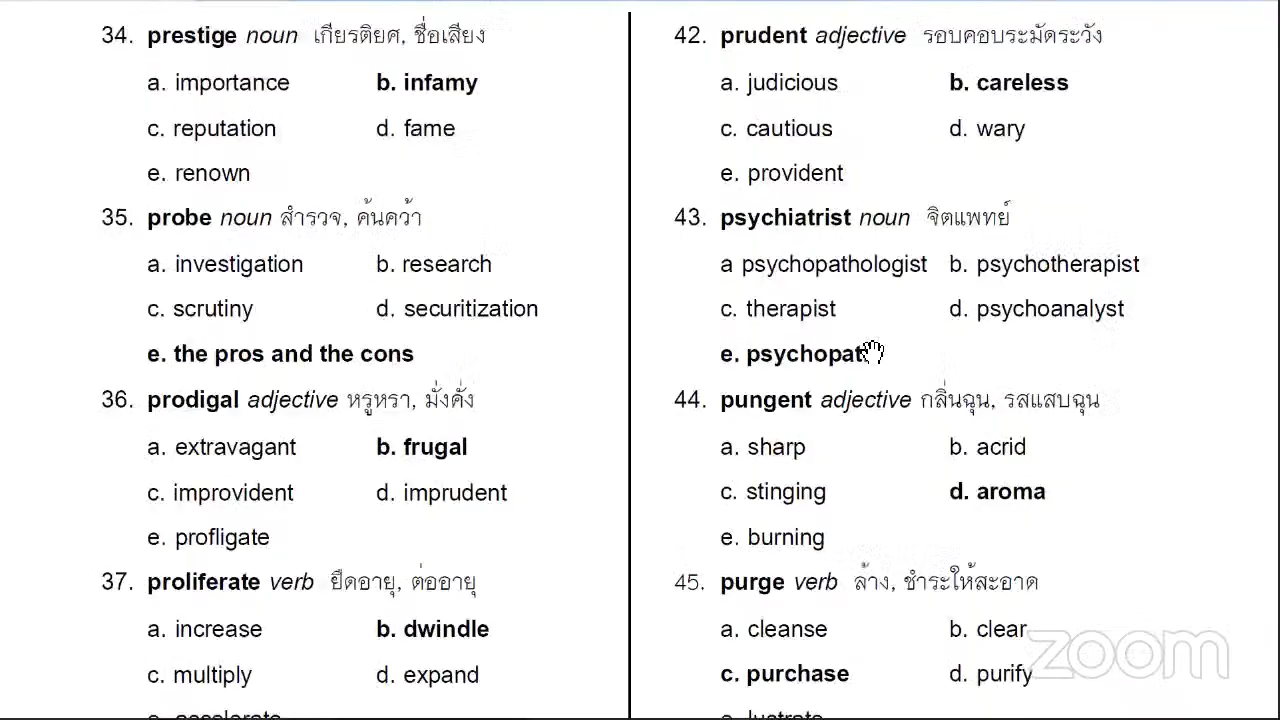 34. prestige noun เกียรติยศ, ชื่อเสียง
a. importance b. infamy
c. reputation d. fame
e. renown
35. probe noun สำรวจ, ค้นคว้า
a. investigation b. research
c. scrutiny d. securitization
e. the pros and the cons
36. prodigal adjective หรูหรา, มั่งคั่ง
a. extravagant b. frugal
c. improvident d. imprudent
e. profligate
37. proliferate verb ยืดอายุ, ต่ออายุ
a. increase b. dwindle
c. multiply d. expand
42. prudent adjective รอบคอบระมัดระวัง
a. judicious b. careless
c. cautious d. wary
e. provident
43. psychiatrist noun จิตแพทย์
a psychopathologist b. psychotherapist
c. therapist d. psychoanalyst
e. psychopat
44. pungent adjective กลิ่นฉุน, รสแสบฉุน
a. sharp b. acrid
c. stinging d. aroma
e. burning
45. purge verb ล้าง, ชำระให้สะอาด
a. cleanse b. clear
c. purchase d. purify
zoom